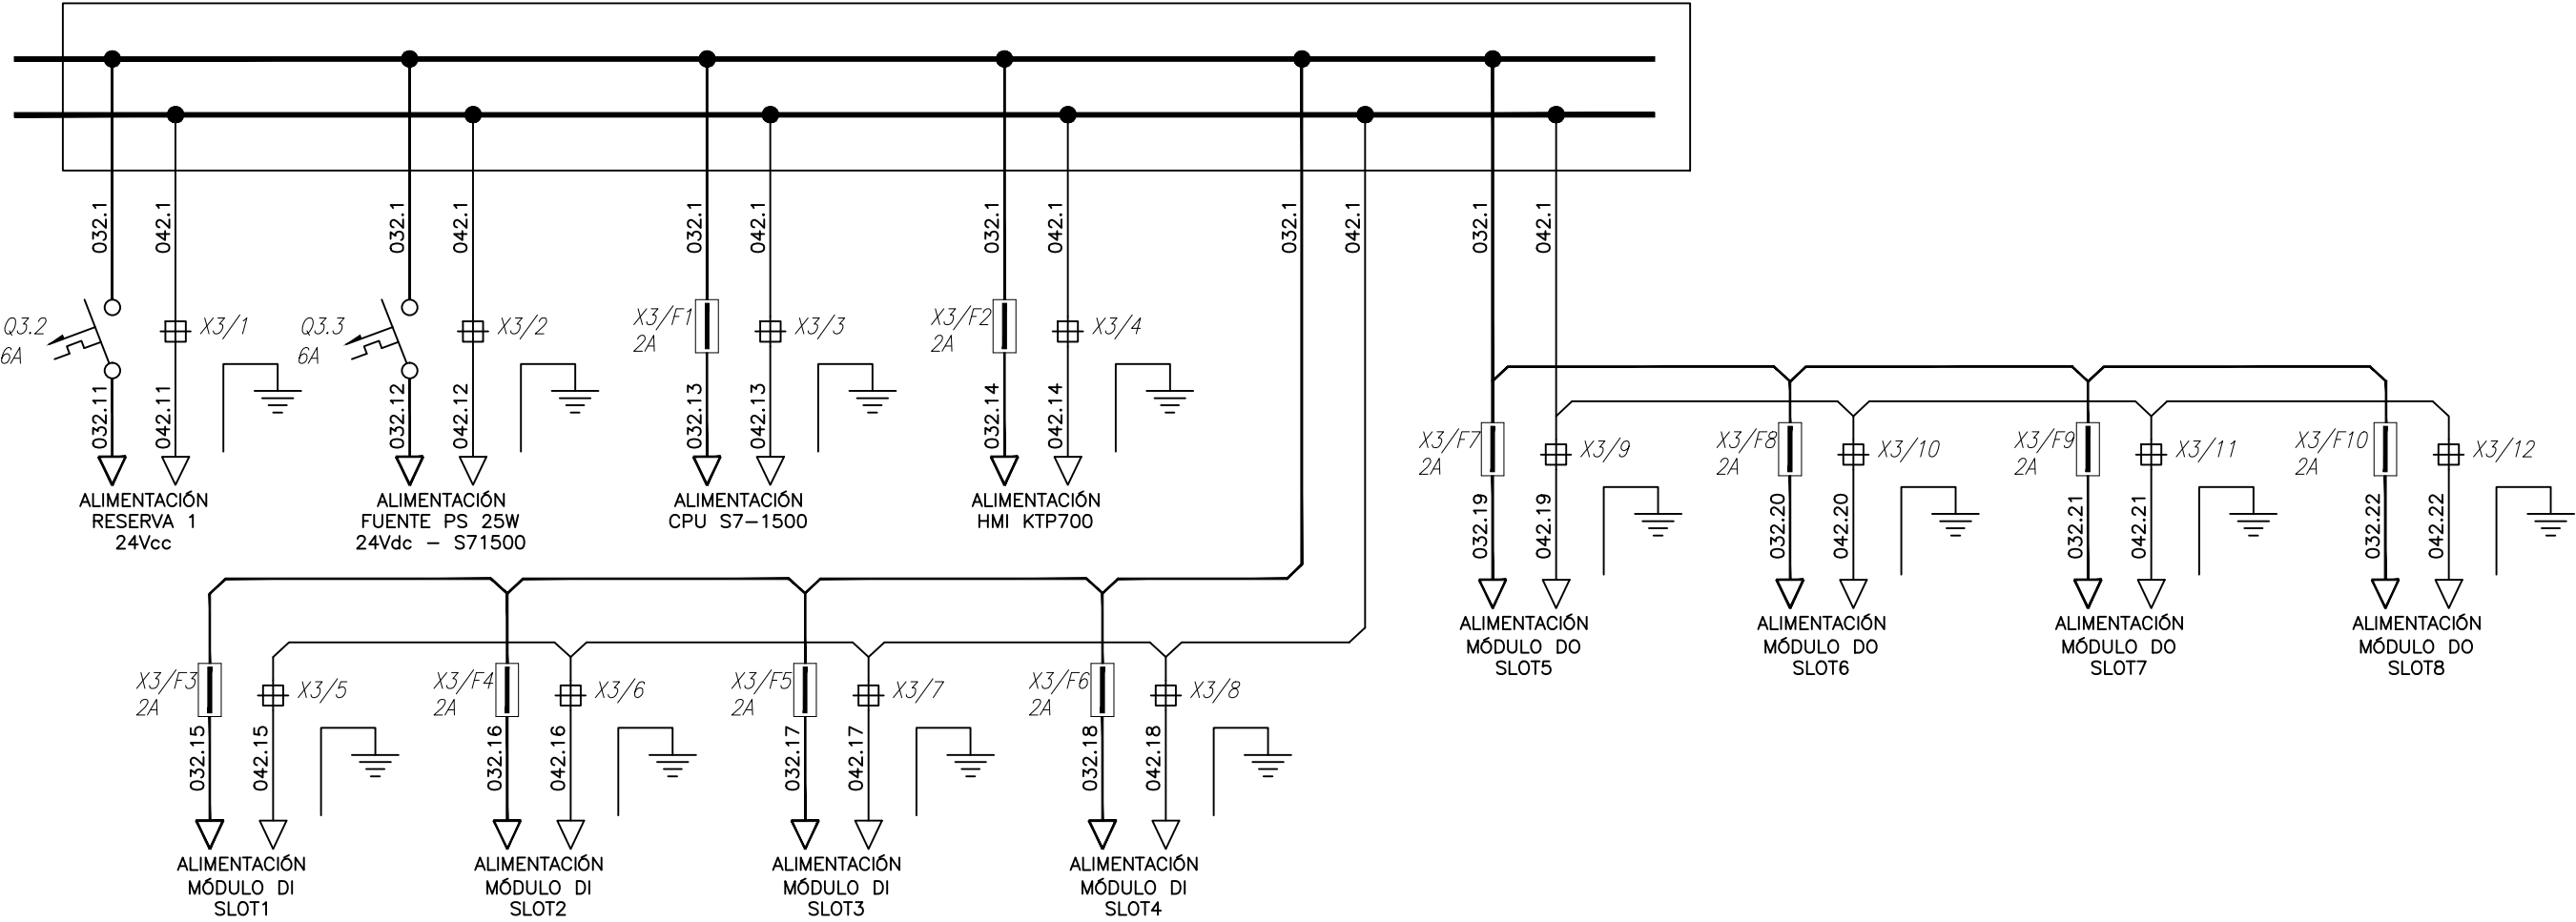 032.1 042.1 032.1 042.1 032.1 042.1 032.1 042.1 032.1 042.1 032.1 042.1
Q3.2
6A
X3/1
032.11 042.11
ALIMENTACIÓN
RESERVA 1
24Vcc
Q3.3
6A
X3/2
032.12 042.12
ALIMENTACIÓN
FUENTE PS 25W
24Vdc - S71500
X3/F1
2A
X3/3
032.13 042.13
ALIMENTACIÓN
CPU S7-1500
X3/F2
2A
X3/4
032.14 042.14
ALIMENTACIÓN
HMI KTP700
X3/F7
2A
X3/9
032.19 042.19
ALIMENTACIÓN
MÓDULO DO
SLOT5
X3/F8
2A
X3/10
032.20 042.20
ALIMENTACIÓN
MÓDULO DO
SLOT6
X3/F9
2A
X3/11
032.21 042.21
ALIMENTACIÓN
MÓDULO DO
SLOT7
X3/F10
2A
X3/12
032.22 042.22
ALIMENTACIÓN
MÓDULO DO
SLOT8
X3/F3
2A
X3/5
032.15 042.15
ALIMENTACIÓN
MÓDULO DI
SLOT1
X3/F4
2A
X3/6
032.16 042.16
ALIMENTACIÓN
MÓDULO DI
SLOT2
X3/F5
2A
X3/7
032.17 042.17
ALIMENTACIÓN
MÓDULO DI
SLOT3
X3/F6
2A
X3/8
032.18 042.18
ALIMENTACIÓN
MÓDULO DI
SLOT4